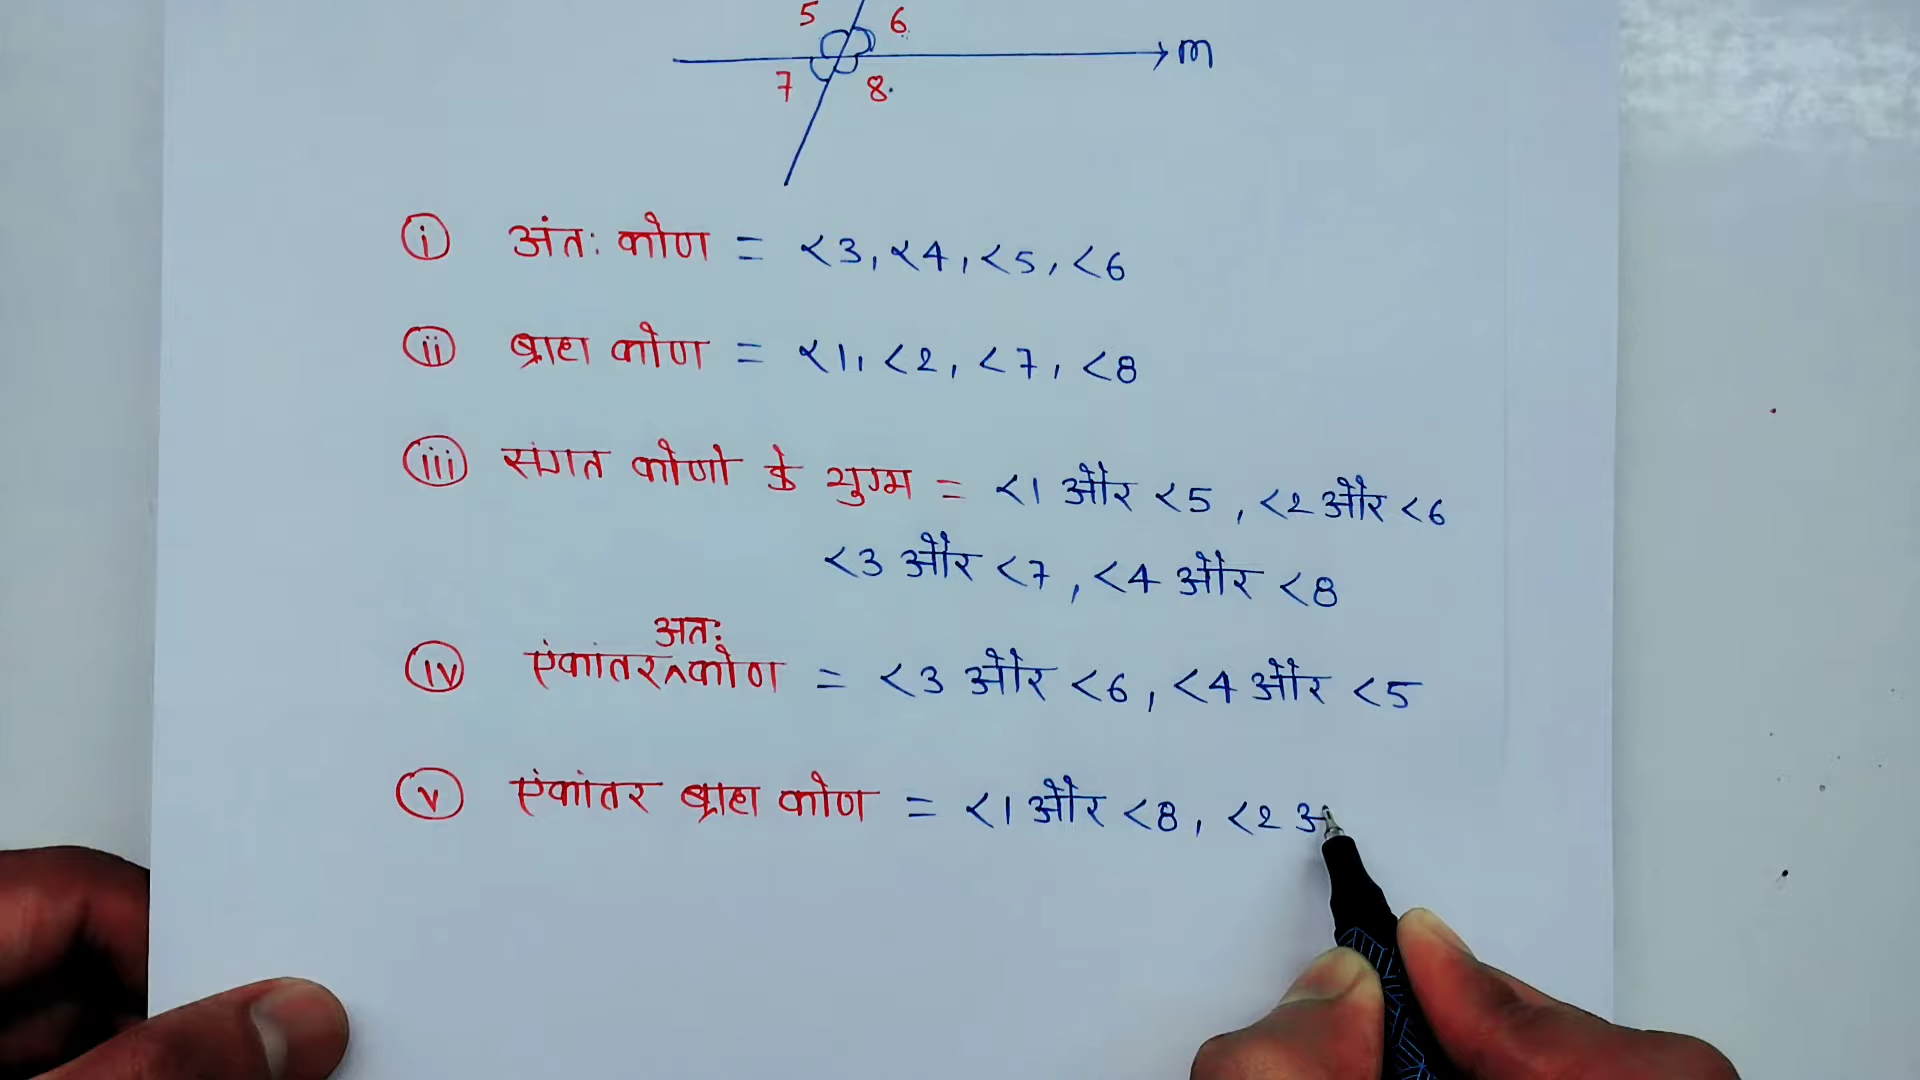 5 6
m
7 8
i अंतः कोण = <3, <4, <5, <6
ii ब्राह्य कोण = <1, <2, <7, <8
iii संगत कोणो के युग्म = <1 और <5, <2 और <6
<3 और <7, <4 और <8
अतः
iv एंकांतर^कोण = <3 और <6, <4 और <5
v एंकांतर ब्राह्य कोण = <1 और <8, <2 अ